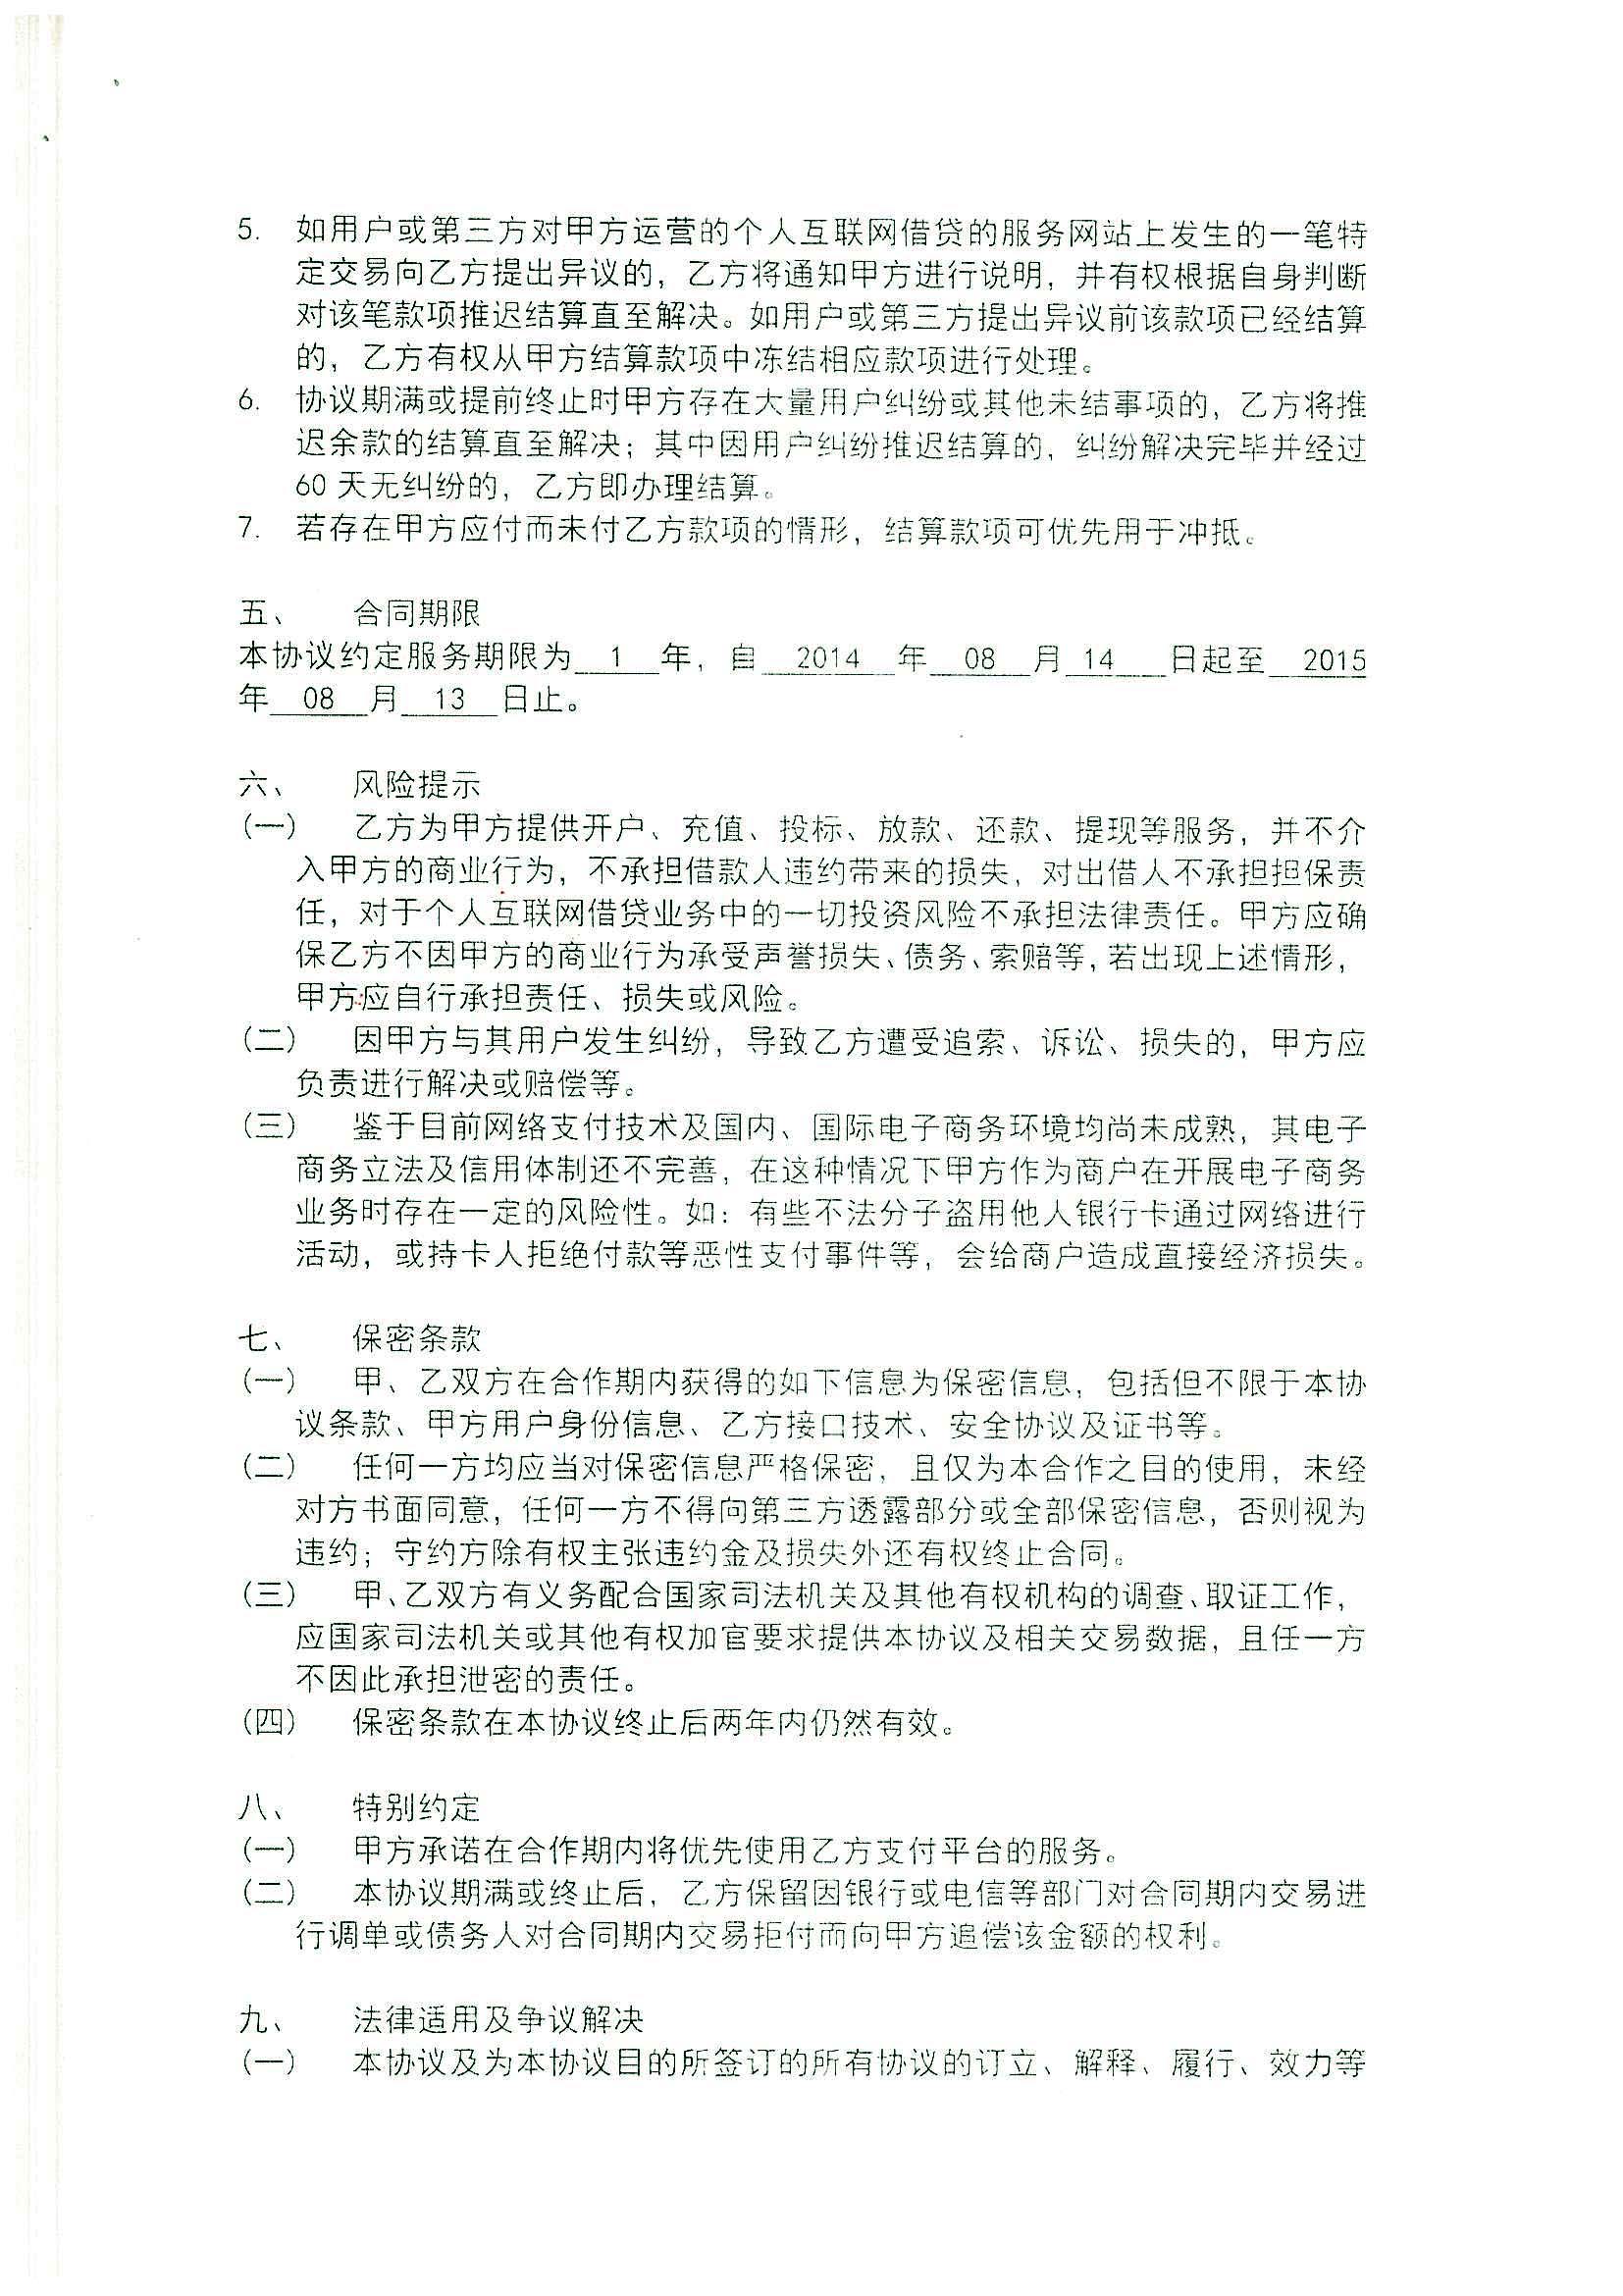 5. 如用户或第三方对甲方运营的个人互联网借贷的服务网站上发生的一笔特
定交易向乙方提出异议的，乙方将通知甲方进行说明，并有权根据自身判断
对该笔款项推迟结算直至解决。如用户或第三方提出异议前该款项已经结算
的，乙方有权从甲方结算款项中冻结相应款项进行处理。
6. 协议期满或提前终止时甲方存在大量用户纠纷或其他未结事项的，乙方将推
迟余款的结算直至解决；其中因用户纠纷推迟结算的，纠纷解决完毕并经过
60 天无纠纷的，乙方即办理结算。
7. 若存在甲方应付而未付乙方款项的情形，结算款项可优先用于冲抵。
五、 合同期限
本协议约定服务期限为 1 年，自 2014 年 08 月 14 日起至 2015
年 08 月 13 日止。
六、 风险提示
(一) 乙方为甲方提供开户、充值、投标、放款、还款、提现等服务，并不介
入甲方的商业行为，不承担借款人违约带来的损失，对出借人不承担担保责
任，对于个人互联网借贷业务中的一切投资风险不承担法律责任。甲方应确
保乙方不因甲方的商业行为承受声誉损失、债务、索赔等，若出现上述情形，
甲方应自行承担责任、损失或风险。
(二) 因甲方与其用户发生纠纷，导致乙方遭受追索、诉讼、损失的，甲方应
负责进行解决或赔偿等。
(三) 鉴于目前网络支付技术及国内、国际电子商务环境均尚未成熟，其电子
商务立法及信用体制还不完善，在这种情况下甲方作为商户在开展电子商务
业务时存在一定的风险性。如：有些不法分子盗用他人银行卡通过网络进行
活动，或持卡人拒绝付款等恶性支付事件等，会给商户造成直接经济损失。
七、 保密条款
(一) 甲、乙双方在合作期内获得的如下信息为保密信息，包括但不限于本协
议条款、甲方用户身份信息、乙方接口技术、安全协议及证书等。
(二) 任何一方均应当对保密信息严格保密，且仅为本合作之目的使用，未经
对方书面同意，任何一方不得向第三方透露部分或全部保密信息，否则视为
违约；守约方除有权主张违约金及损失外还有权终止合同。
(三) 甲、乙双方有义务配合国家司法机关及其他有权机构的调查、取证工作，
应国家司法机关或其他有权加官要求提供本协议及相关交易数据，且任一方
不因此承担泄密的责任。
(四) 保密条款在本协议终止后两年内仍然有效。
八、 特别约定
(一) 甲方承诺在合作期内将优先使用乙方支付平台的服务。
(二) 本协议期满或终止后，乙方保留因银行或电信等部门对合同期内交易进
行调单或债务人对合同期内交易拒付而向甲方追偿该金额的权利。
九、 法律适用及争议解决
(一) 本协议及为本协议目的所签订的所有协议的订立、解释、履行、效力等